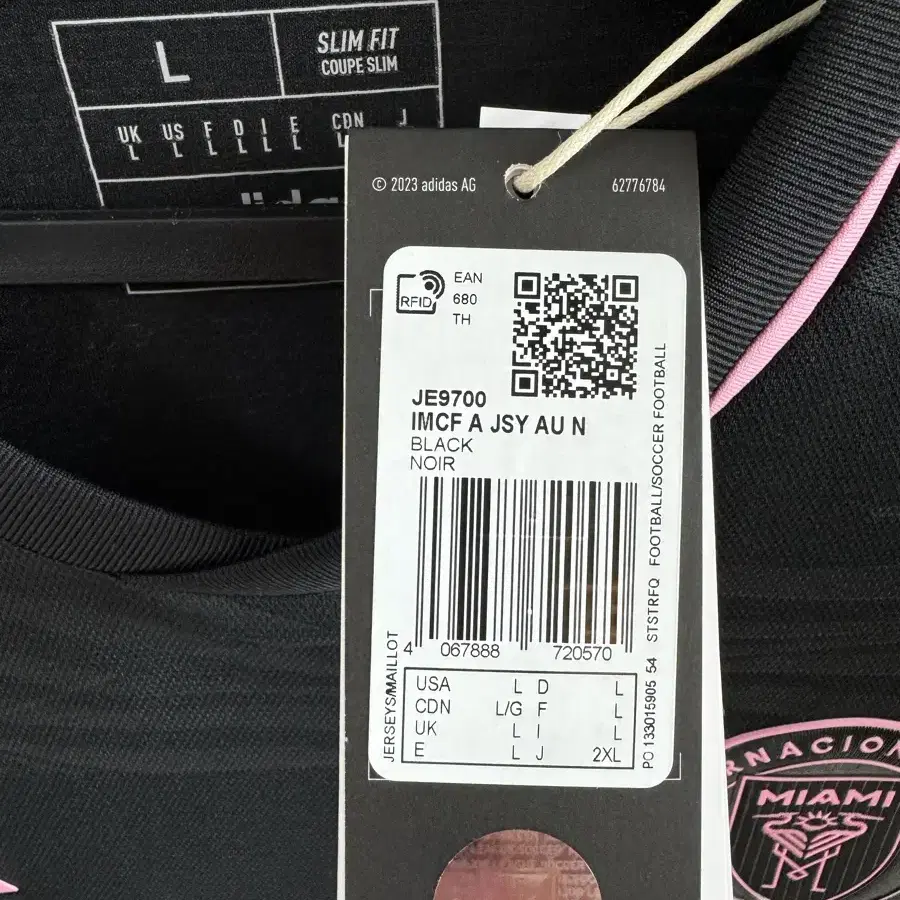 L
SLIM FIT
COUPE SLIM
UK US F D I E CDN J
L L L L L L
© 2023 adidas AG
62776784
RFID
EAN
680
TH
JE9700
IMCF A JSY AU N
BLACK
NOIR
4 067888 720570
USA L D L
CDN L/G F L
UK L I L
E L J 2XL
JERSEYS/MAILLOT
PO 133015905 54 STSTRFQ FOOTBALL/SOCCER FOOTBALL
MIAMI